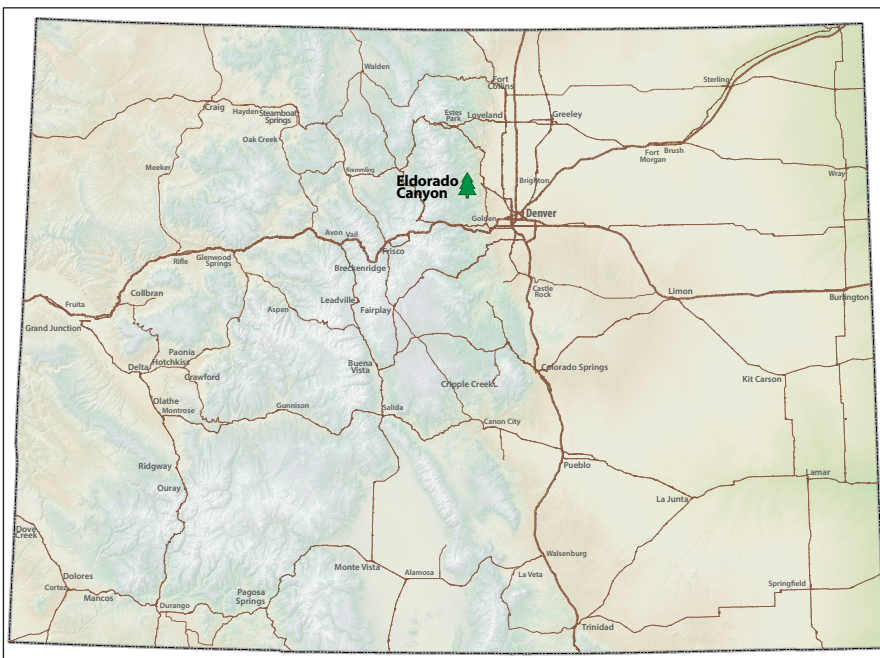 Walden
Fort
Collins
Sterling
Craig
Hayden
Steamboat
Springs
Estes
Park
Loveland
Greeley
Oak Creek
Fort
Morgan
Brush
Meeker
Kremmling
Wray
Eldorado
Canyon
Brighton
Golden
Denver
Avon
Vail
Frisco
Rifle
Glenwood
Springs
Breckenridge
Castle
Rock
Limon
Burlington
Collbran
Fruita
Leadville
Aspen
Fairplay
Grand Junction
Paonia
Hotchkiss
Delta
Crawford
Buena
Vista
Colorado Springs
Cripple Creek
Kit Carson
Olathe
Montrose
Gunnison
Salida
Canon City
Ridgway
Pueblo
Lamar
Ouray
La Junta
Dove
Creek
Walsenburg
Monte Vista
Alamosa
La Veta
Dolores
Cortez
Mancos
Pagosa
Springs
Durango
Springfield
Trinidad